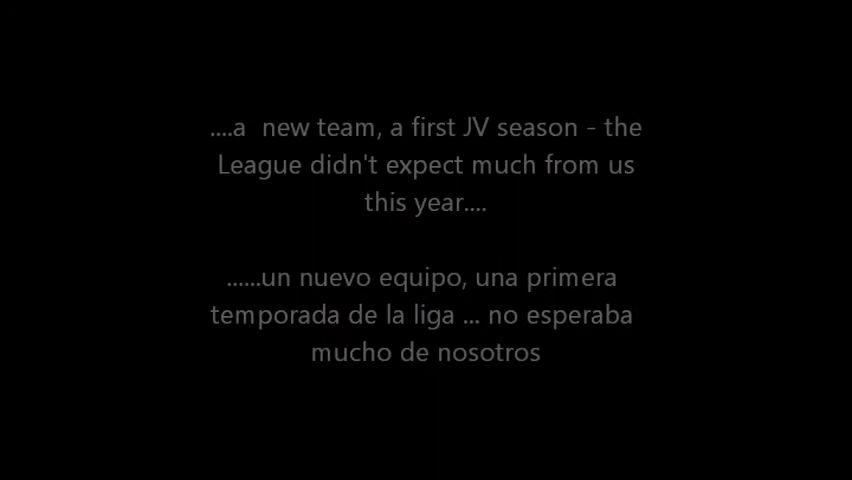 ....a  new team, a first JV season - the
League didn't expect much from us
this year....
......un nuevo equipo, una primera
temporada de la liga ... no esperaba
mucho de nosotros